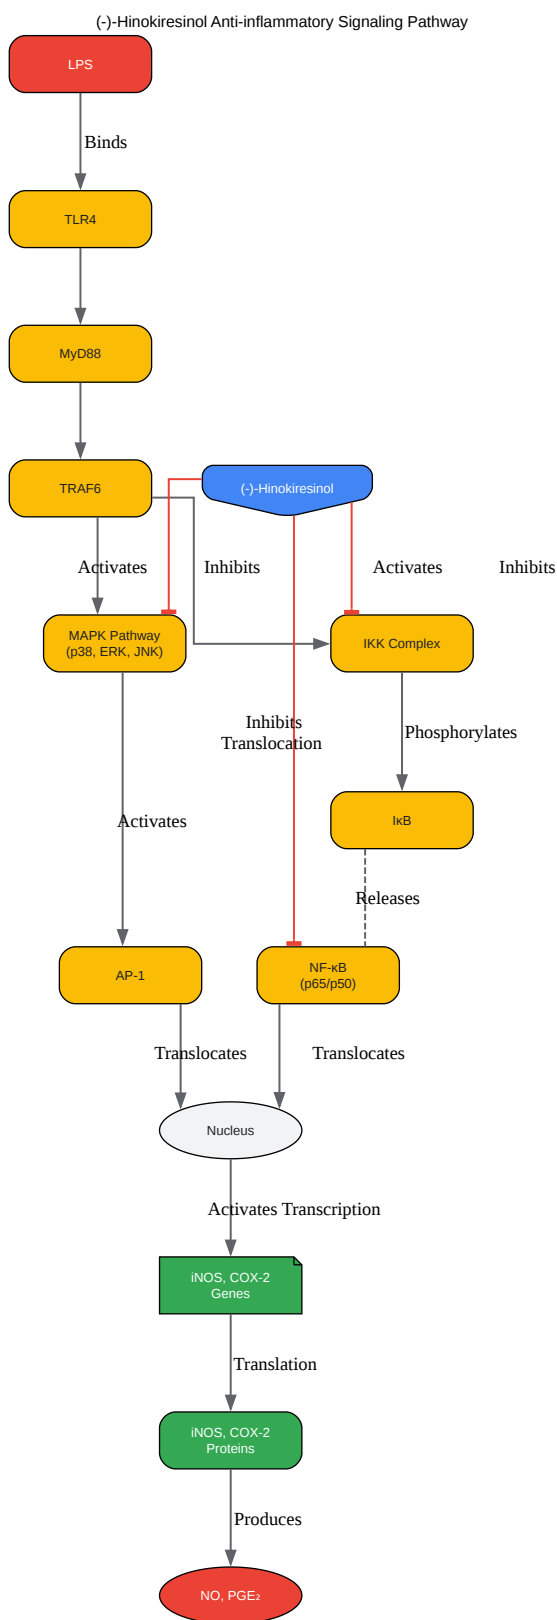 (-)-Hinokiresinol Anti-inflammatory Signaling Pathway
LPS
Binds
TLR4
MyD88
TRAF6
(-)-Hinokiresinol
Activates
Inhibits
Activates
Inhibits
MAPK Pathway
(p38, ERK, JNK)
IKK Complex
Inhibits
Translocation
Phosphorylates
Activates
IκB
Releases
AP-1
NF-κB
(p65/p50)
Translocates
Translocates
Nucleus
Activates Transcription
iNOS, COX-2
Genes
Translation
iNOS, COX-2
Proteins
Produces
NO, PGE₂